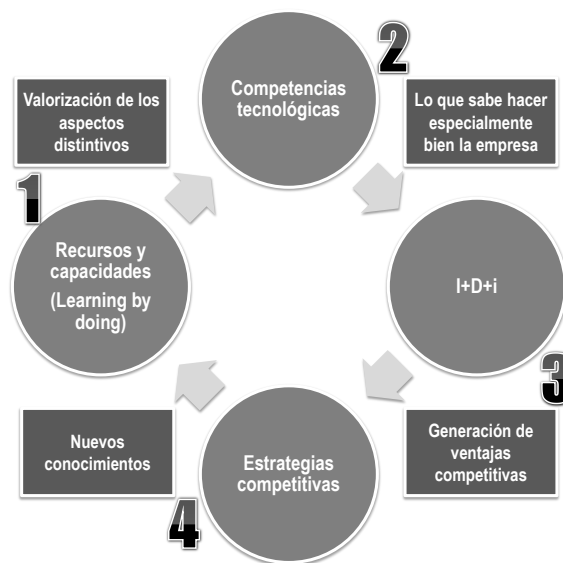 2
Competencias
tecnológicas
Valorización de los
aspectos
distintivos
Lo que sabe hacer
especialmente
bien la empresa
1
Recursos y
capacidades
(Learning by
doing)
I+D+i
3
Nuevos
conocimientos
Estrategias
competitivas
Generación de
ventajas
competitivas
4